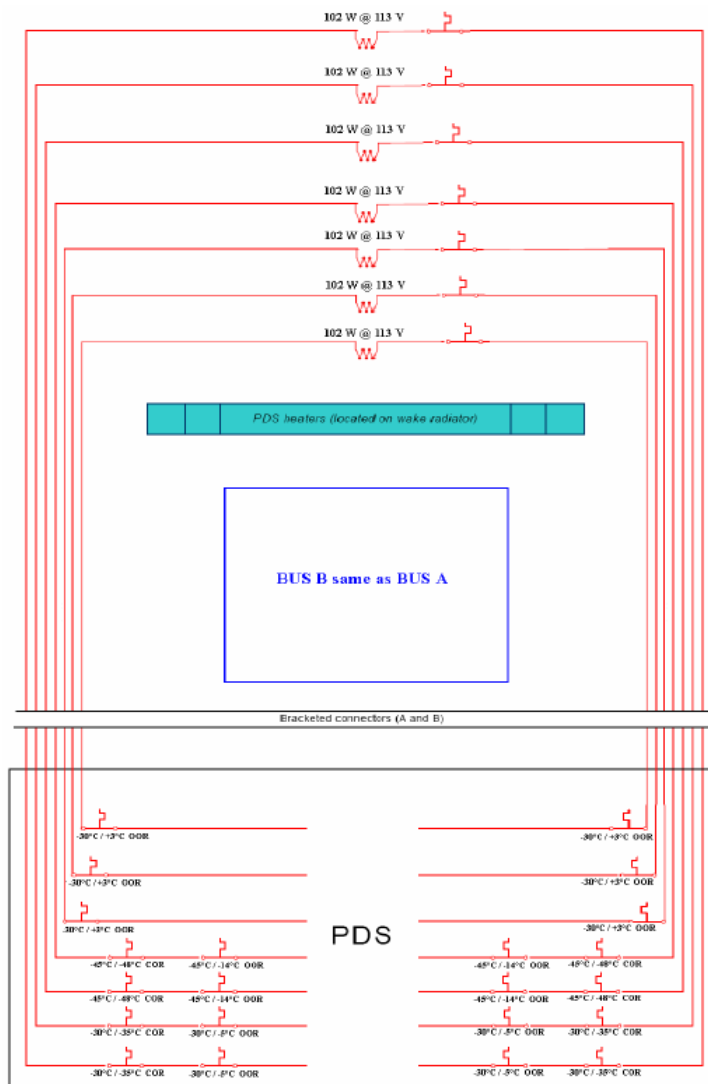 102 W @ 113 V
102 W @ 113 V
102 W @ 113 V
102 W @ 113 V
102 W @ 113 V
102 W @ 113 V
102 W @ 113 V
PDS heaters (located on wake radiator)
BUS B same as BUS A
Bracketed connectors (A and B)
-30°C / +3°C OOR -30°C / +3°C OOR
-30°C / +3°C OOR -30°C / +3°C OOR
-30°C / +3°C OOR -30°C / +3°C OOR
PDS
-45°C / -48°C COR -45°C / -14°C OOR -45°C / -14°C OOR -45°C / -48°C COR
-45°C / -48°C COR -45°C / -14°C OOR -45°C / -14°C OOR -45°C / -48°C COR
-30°C / -35°C COR -30°C / -5°C OOR -30°C / -5°C OOR -30°C / -35°C COR
-30°C / -35°C COR -30°C / -5°C OOR -30°C / -5°C OOR -30°C / -35°C COR